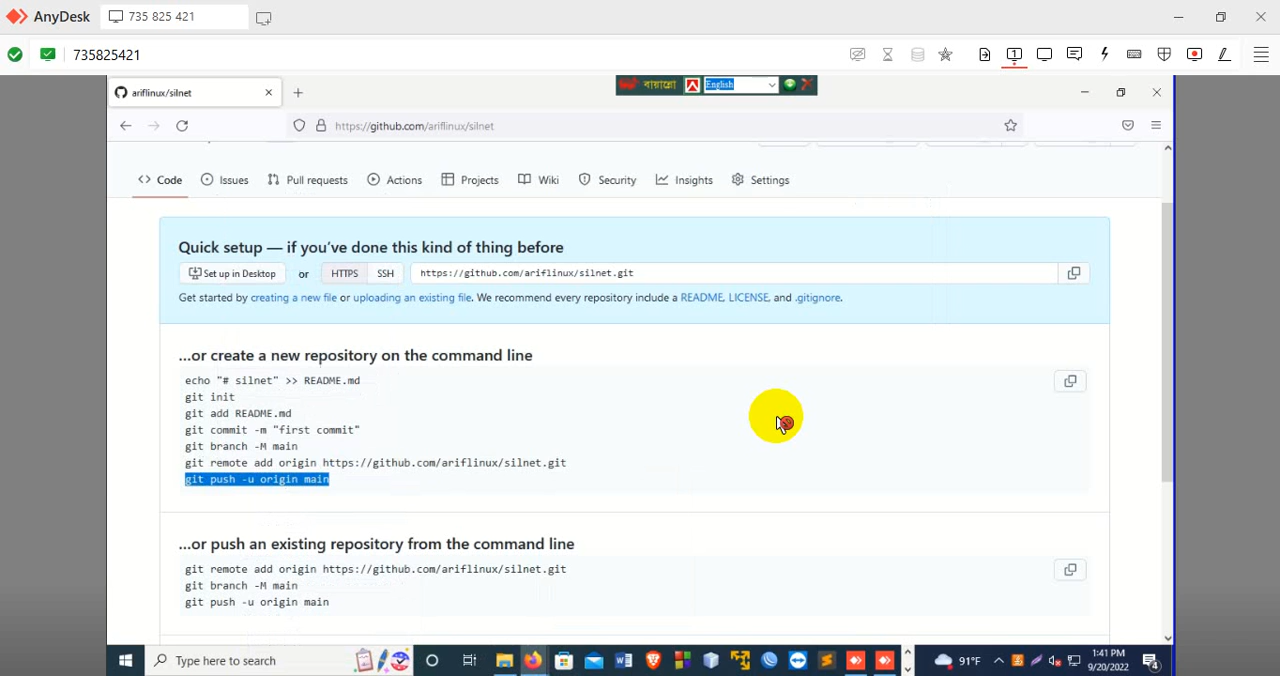 AnyDesk
735 825 421
735825421
ariflinux/silnet
বায়ান্নো
English
https://github.com/ariflinux/silnet
Code
Issues
Pull requests
Actions
Projects
Wiki
Security
Insights
Settings
Quick setup — if you've done this kind of thing before
Set up in Desktop
or
HTTPS
SSH
https://github.com/ariflinux/silnet.git
Get started by creating a new file or uploading an existing file. We recommend every repository include a README, LICENSE, and .gitignore.
...or create a new repository on the command line
echo "# silnet" >> README.md
git init
git add README.md
git commit -m "first commit"
git branch -M main
git remote add origin https://github.com/ariflinux/silnet.git
git push -u origin main
...or push an existing repository from the command line
git remote add origin https://github.com/ariflinux/silnet.git
git branch -M main
git push -u origin main
Type here to search
91°F
1:41 PM
9/20/2022
4